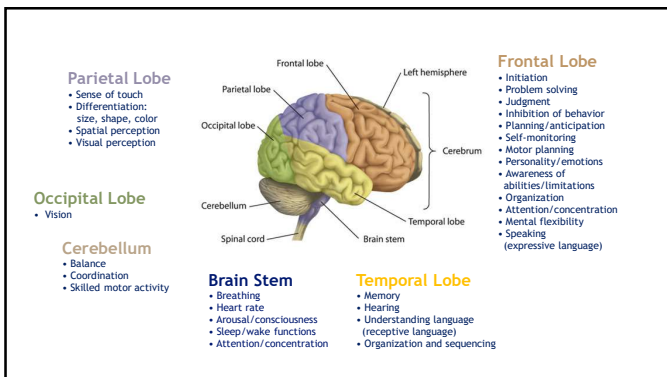 Parietal Lobe
• Sense of touch
• Differentiation:
size, shape, color
• Spatial perception
• Visual perception
Occipital Lobe
• Vision
Cerebellum
• Balance
• Coordination
• Skilled motor activity
Frontal lobe
Parietal lobe
Occipital lobe
Cerebellum
Spinal cord
Left hemisphere
Cerebrum
Temporal lobe
Brain stem
Brain Stem
• Breathing
• Heart rate
• Arousal/consciousness
• Sleep/wake functions
• Attention/concentration
Temporal Lobe
• Memory
• Hearing
• Understanding language
(receptive language)
• Organization and sequencing
Frontal Lobe
• Initiation
• Problem solving
• Judgment
• Inhibition of behavior
• Planning/anticipation
• Self-monitoring
• Motor planning
• Personality/emotions
• Awareness of
abilities/limitations
• Organization
• Attention/concentration
• Mental flexibility
• Speaking
(expressive language)